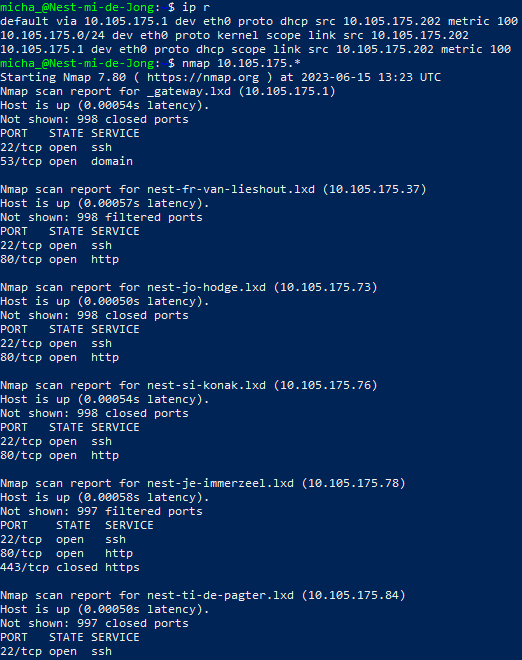 micha_@Nest-mi-de-Jong:~$ ip r
default via 10.105.175.1 dev eth0 proto dhcp src 10.105.175.202 metric 100
10.105.175.0/24 dev eth0 proto kernel scope link src 10.105.175.202
10.105.175.1 dev eth0 proto dhcp scope link src 10.105.175.202 metric 100
micha_@Nest-mi-de-Jong:~$ nmap 10.105.175.*
Starting Nmap 7.80 ( https://nmap.org ) at 2023-06-15 13:23 UTC
Nmap scan report for _gateway.lxd (10.105.175.1)
Host is up (0.00054s latency).
Not shown: 998 closed ports
PORT   STATE SERVICE
22/tcp open  ssh
53/tcp open  domain

Nmap scan report for nest-fr-van-lieshout.lxd (10.105.175.37)
Host is up (0.00057s latency).
Not shown: 998 filtered ports
PORT   STATE SERVICE
22/tcp open  ssh
80/tcp open  http

Nmap scan report for nest-jo-hodge.lxd (10.105.175.73)
Host is up (0.00050s latency).
Not shown: 998 closed ports
PORT   STATE SERVICE
22/tcp open  ssh
80/tcp open  http

Nmap scan report for nest-si-konak.lxd (10.105.175.76)
Host is up (0.00054s latency).
Not shown: 998 closed ports
PORT   STATE SERVICE
22/tcp open  ssh
80/tcp open  http

Nmap scan report for nest-je-immerzeel.lxd (10.105.175.78)
Host is up (0.00058s latency).
Not shown: 997 filtered ports
PORT    STATE  SERVICE
22/tcp  open   ssh
80/tcp  open   http
443/tcp closed https

Nmap scan report for nest-ti-de-pagter.lxd (10.105.175.84)
Host is up (0.00050s latency).
Not shown: 997 closed ports
PORT   STATE SERVICE
22/tcp open  ssh